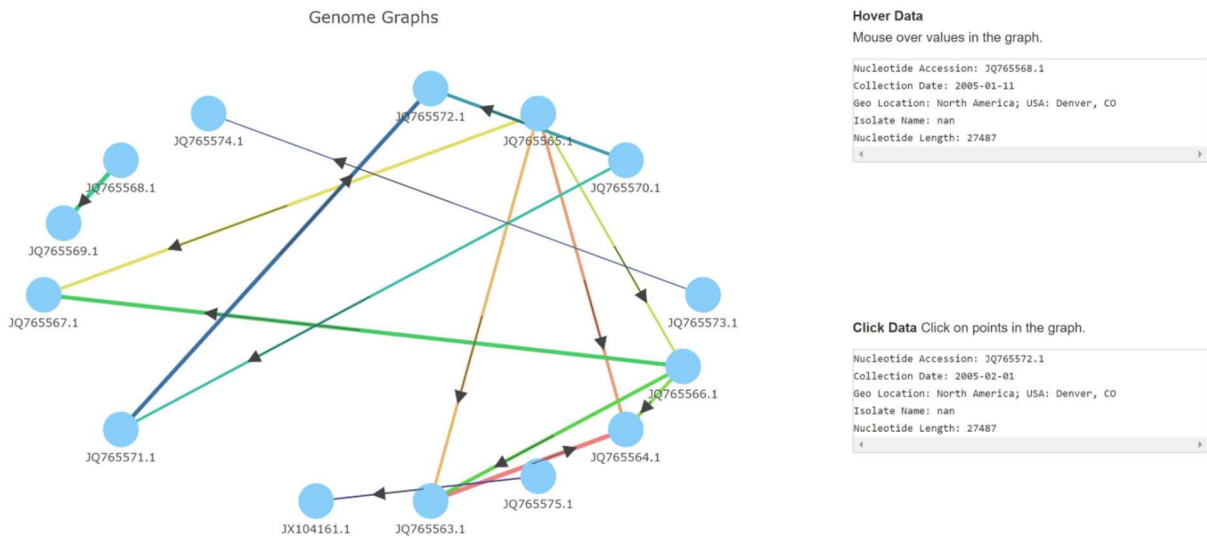 Genome Graphs
JQ765572.1
JQ765565.1
JQ765574.1
JQ765570.1
JQ765568.1
JQ765569.1
JQ765567.1
JQ765573.1
JQ765566.1
JQ765571.1
JQ765564.1
JQ765575.1
JX104161.1
JQ765563.1
Hover Data
Mouse over values in the graph.
Nucleotide Accession: JQ765568.1
Collection Date: 2005-01-11
Geo Location: North America; USA: Denver, CO
Isolate Name: nan
Nucleotide Length: 27487
Click Data Click on points in the graph.
Nucleotide Accession: JQ765572.1
Collection Date: 2005-02-01
Geo Location: North America; USA: Denver, CO
Isolate Name: nan
Nucleotide Length: 27487